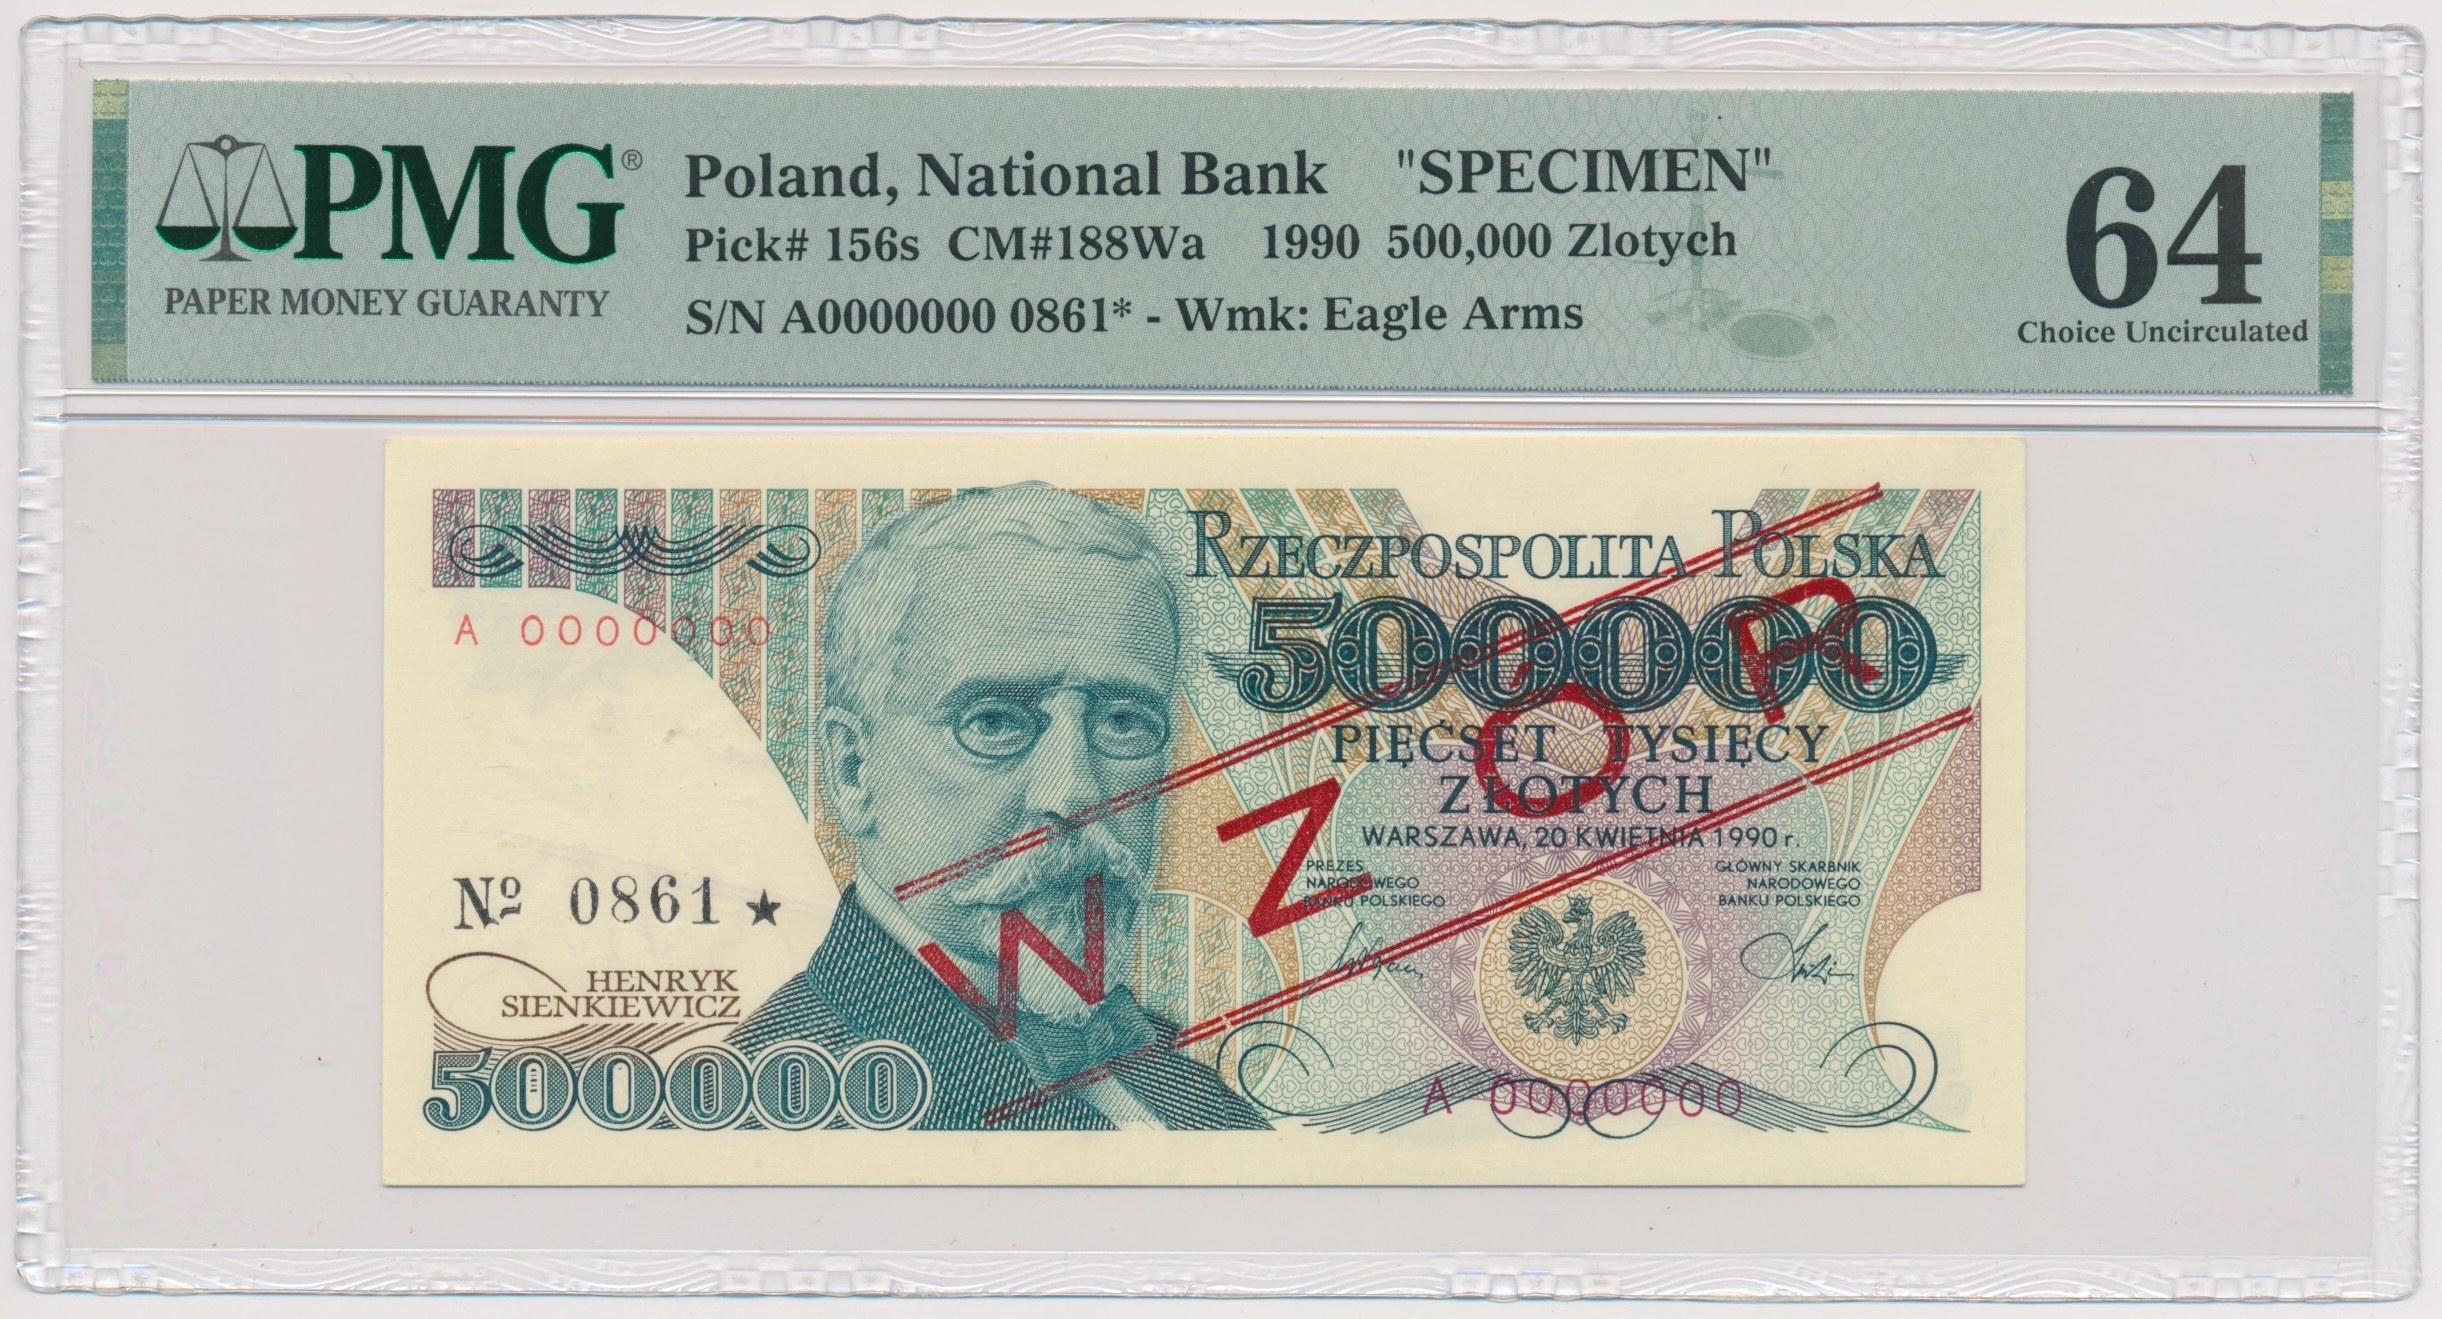 PMG®
PAPER MONEY GUARANTY
Poland, National Bank "SPECIMEN"
Pick# 156s CM#188Wa 1990 500,000 Zlotych
S/N A0000000 0861* - Wmk: Eagle Arms
64
Choice Uncirculated
RZECZPOSPOLITA POLSKA
A 0000000
500000
PIĘĆSET TYSIĘCY
ZŁOTYCH
WARSZAWA, 20 KWIETNIA 1990 r.
PREZES
NARODOWEGO
BANKU POLSKIEGO
GŁÓWNY SKARBNIK
NARODOWEGO
BANKU POLSKIEGO
WZÓR
Nº 0861 ★
HENRYK
SIENKIEWICZ
500000
A 0000000